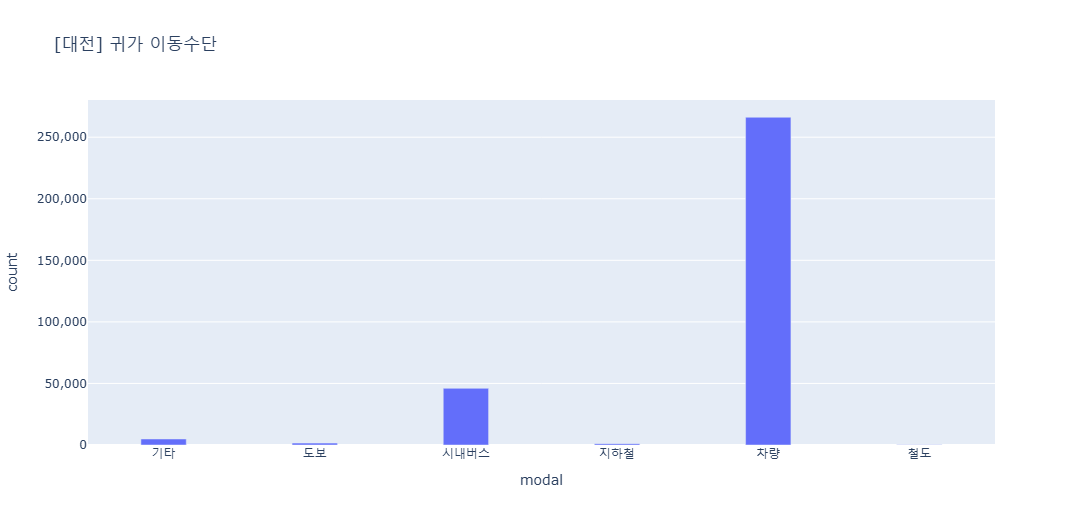 [대전] 귀가 이동수단
250,000
200,000
150,000
100,000
50,000
0
count
기타 도보 시내버스 지하철 차량 철도
modal